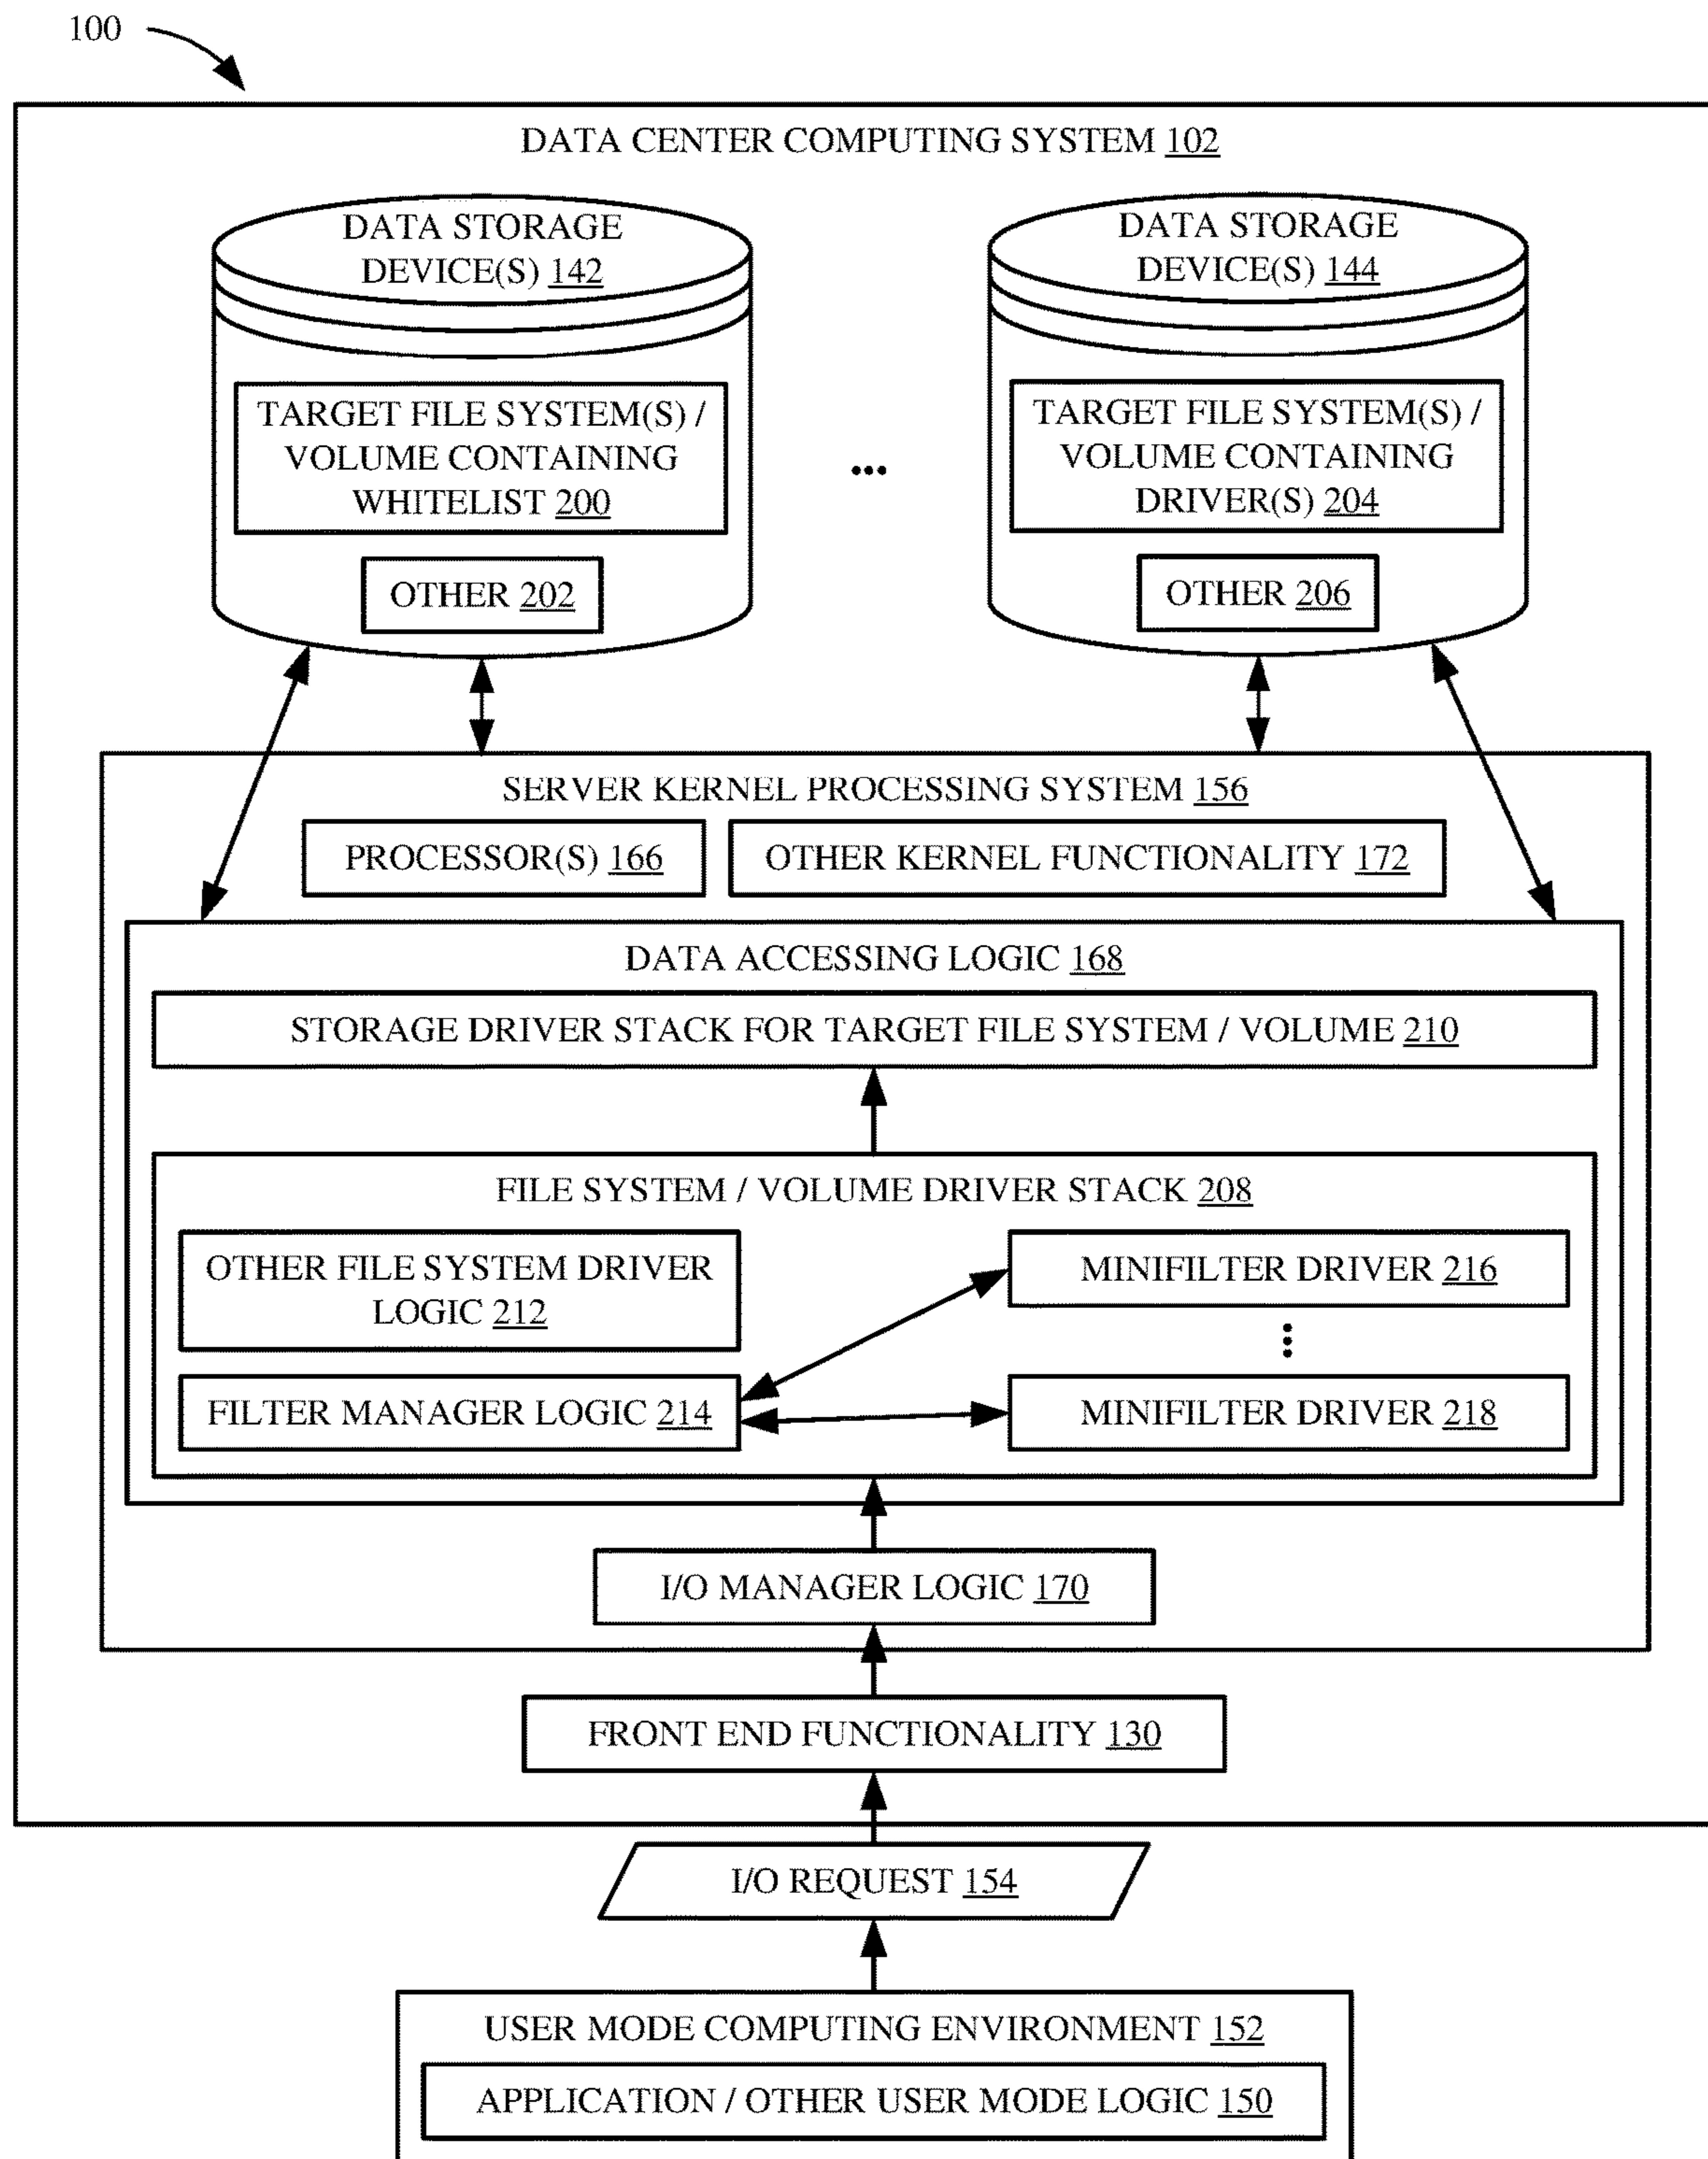 100
DATA CENTER COMPUTING SYSTEM 102
DATA STORAGE
DEVICE(S) 142
TARGET FILE SYSTEM(S) /
VOLUME CONTAINING
WHITELIST 200
OTHER 202
...
DATA STORAGE
DEVICE(S) 144
TARGET FILE SYSTEM(S) /
VOLUME CONTAINING
DRIVER(S) 204
OTHER 206
SERVER KERNEL PROCESSING SYSTEM 156
PROCESSOR(S) 166
OTHER KERNEL FUNCTIONALITY 172
DATA ACCESSING LOGIC 168
STORAGE DRIVER STACK FOR TARGET FILE SYSTEM / VOLUME 210
FILE SYSTEM / VOLUME DRIVER STACK 208
OTHER FILE SYSTEM DRIVER
LOGIC 212
MINIFILTER DRIVER 216
FILTER MANAGER LOGIC 214
MINIFILTER DRIVER 218
I/O MANAGER LOGIC 170
FRONT END FUNCTIONALITY 130
I/O REQUEST 154
USER MODE COMPUTING ENVIRONMENT 152
APPLICATION / OTHER USER MODE LOGIC 150